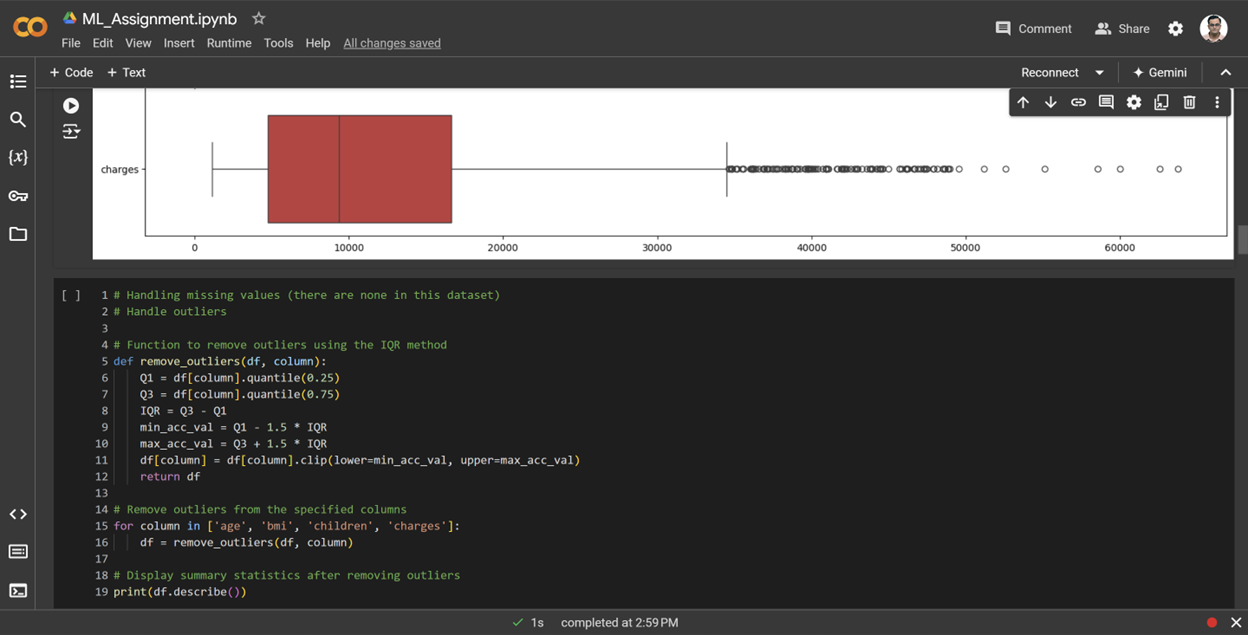 ML_Assignment.ipynb
File Edit View Insert Runtime Tools Help All changes saved
Comment
Share
+ Code + Text
Reconnect
Gemini
charges
0 10000 20000 30000 40000 50000 60000
[ ]
1 # Handling missing values (there are none in this dataset)
2 # Handle outliers
3
4 # Function to remove outliers using the IQR method
5 def remove_outliers(df, column):
6     Q1 = df[column].quantile(0.25)
7     Q3 = df[column].quantile(0.75)
8     IQR = Q3 - Q1
9     min_acc_val = Q1 - 1.5 * IQR
10     max_acc_val = Q3 + 1.5 * IQR
11     df[column] = df[column].clip(lower=min_acc_val, upper=max_acc_val)
12     return df
13
14 # Remove outliers from the specified columns
15 for column in ['age', 'bmi', 'children', 'charges']:
16     df = remove_outliers(df, column)
17
18 # Display summary statistics after removing outliers
19 print(df.describe())
1s completed at 2:59 PM